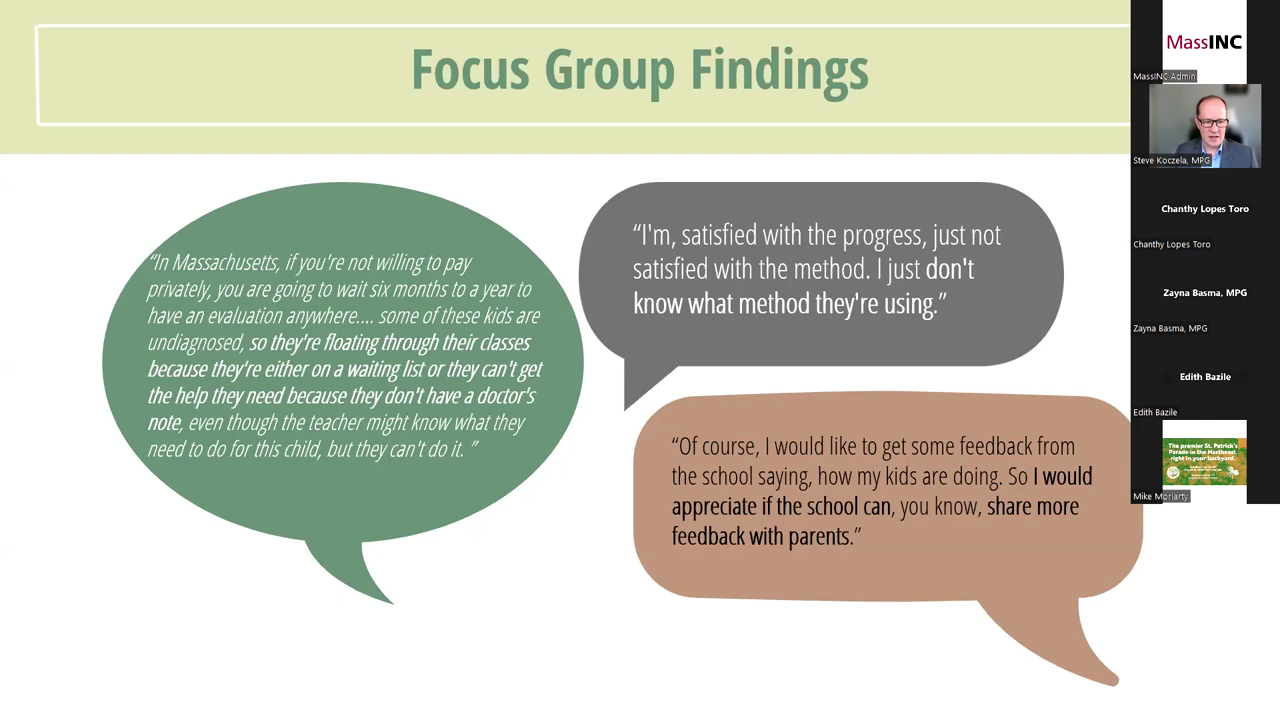 Focus Group Findings
“In Massachusetts, if you're not willing to pay
privately, you are going to wait six months to a year to
have an evaluation anywhere.... some of these kids are
undiagnosed, so they're floating through their classes
because they're either on a waiting list or they can't get
the help they need because they don't have a doctor's
note, even though the teacher might know what they
need to do for this child, but they can't do it. ”
“I'm, satisfied with the progress, just not
satisfied with the method. I just don't
know what method they're using.”
“Of course, I would like to get some feedback from
the school saying, how my kids are doing. So I would
appreciate if the school can, you know, share more
feedback with parents.”
MassINC
MassINC Admin
Steve Koczela, MPG
Chanthy Lopes Toro
Chanthy Lopes Toro
Zayna Basma, MPG
Zayna Basma, MPG
Edith Bazile
Edith Bazile
The premier St. Patrick's
Parade in the Northeast,
right in your backyard.
Mike Moriarty